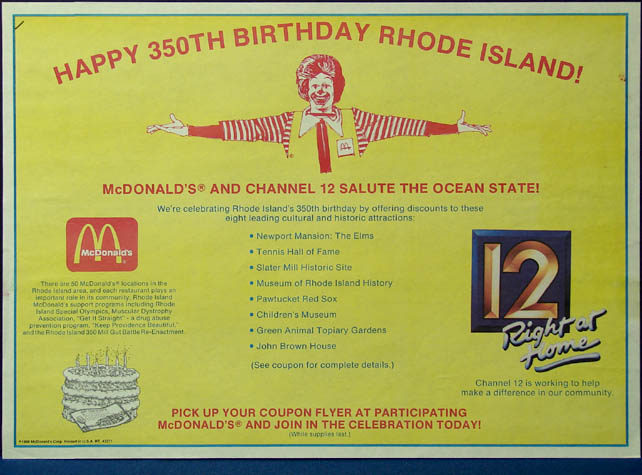 HAPPY 350TH BIRTHDAY RHODE ISLAND!
McDONALD'S® AND CHANNEL 12 SALUTE THE OCEAN STATE!
We're celebrating Rhode Island's 350th birthday by offering discounts to these
eight leading cultural and historic attractions:
• Newport Mansion: The Elms
• Tennis Hall of Fame
• Slater Mill Historic Site
• Museum of Rhode Island History
• Pawtucket Red Sox
• Children's Museum
• Green Animal Topiary Gardens
• John Brown House
(See coupon for complete details.)
McDonald's
There are 50 McDonald's® locations in the
Rhode Island area, and each restaurant plays an
important role in its community. Rhode Island
McDonald's support programs including Rhode
Island Special Olympics, Muscular Dystrophy
Association, "Get It Straight" - a drug abuse
prevention program, "Keep Providence Beautiful,"
and the Rhode Island 350 Mill Gut Battle Re-Enactment.
12
Right at
Home
Channel 12 is working to help
make a difference in our community.
PICK UP YOUR COUPON FLYER AT PARTICIPATING
McDONALD'S® AND JOIN IN THE CELEBRATION TODAY!
(While supplies last.)
McDonald's Corp. Printed in U.S.A.